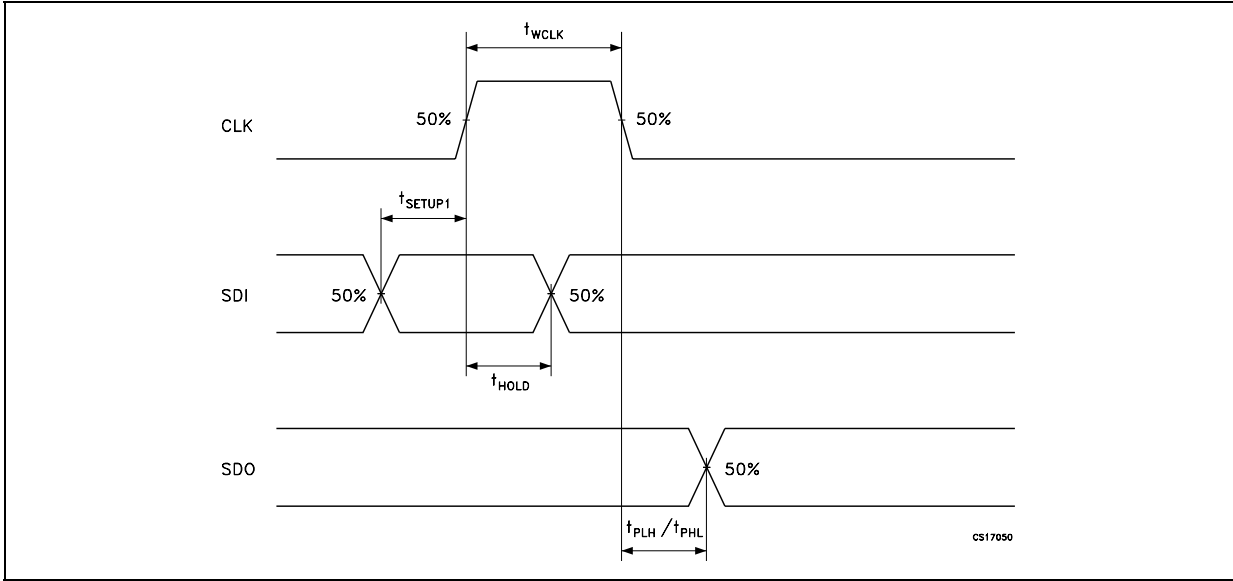 tWCLK
CLK 50% 50%
tSETUP1
SDI 50% 50%
tHOLD
SDO 50%
tPLH /tPHL
CS17050